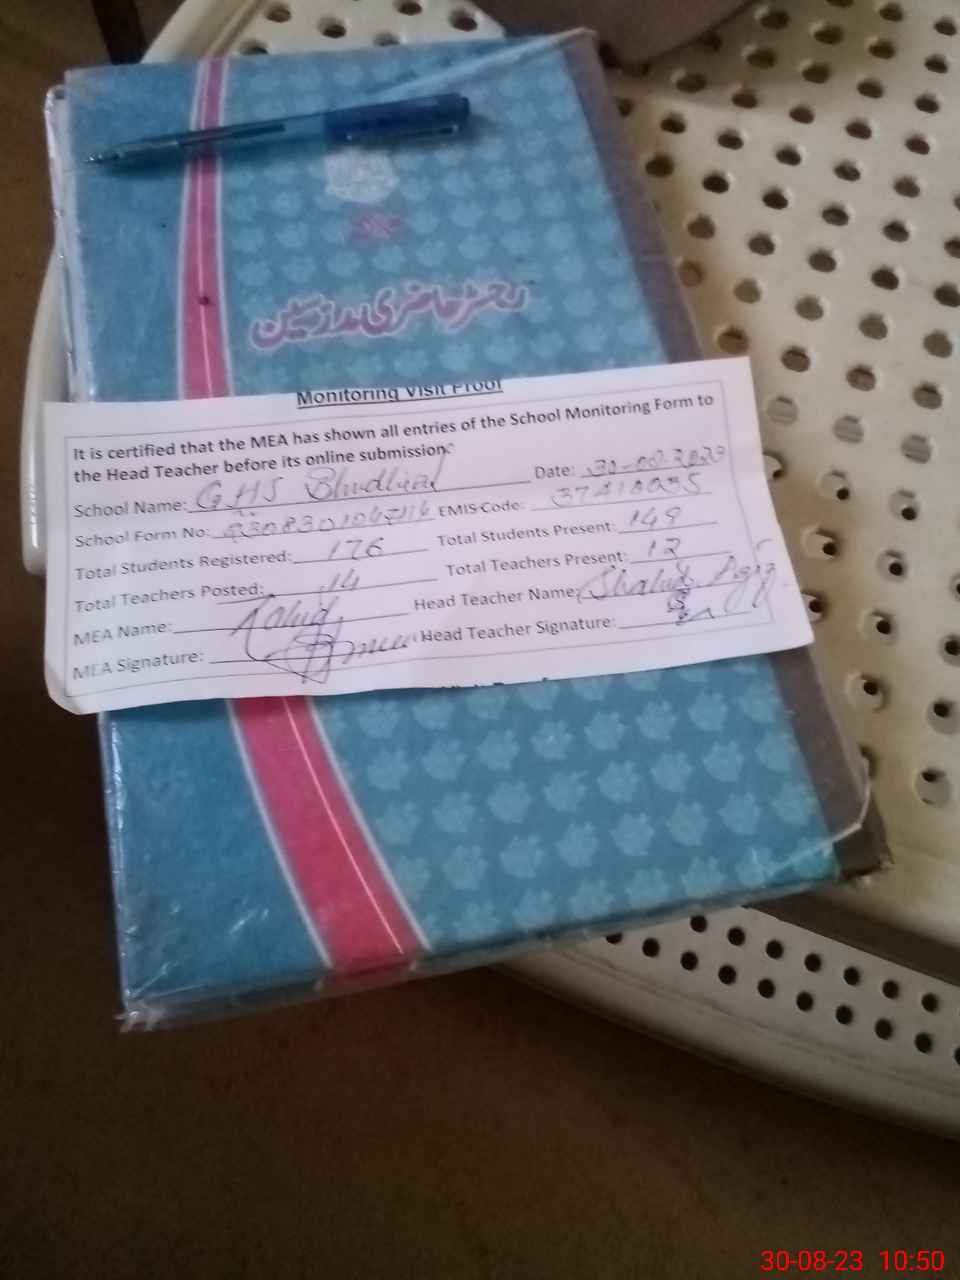 رجسٹر حاضری ملازمین
Monitoring Visit Proof
It is certified that the MEA has shown all entries of the School Monitoring Form to
the Head Teacher before its online submission.
School Name: GHS Date: 30-08-2023
School Form No: EMIS Code:
Total Students Registered: 176 Total Students Present: 149
Total Teachers Posted: 14 Total Teachers Present: 12
MEA Name: Head Teacher Name:
MEA Signature: Head Teacher Signature:
30-08-23 10:50